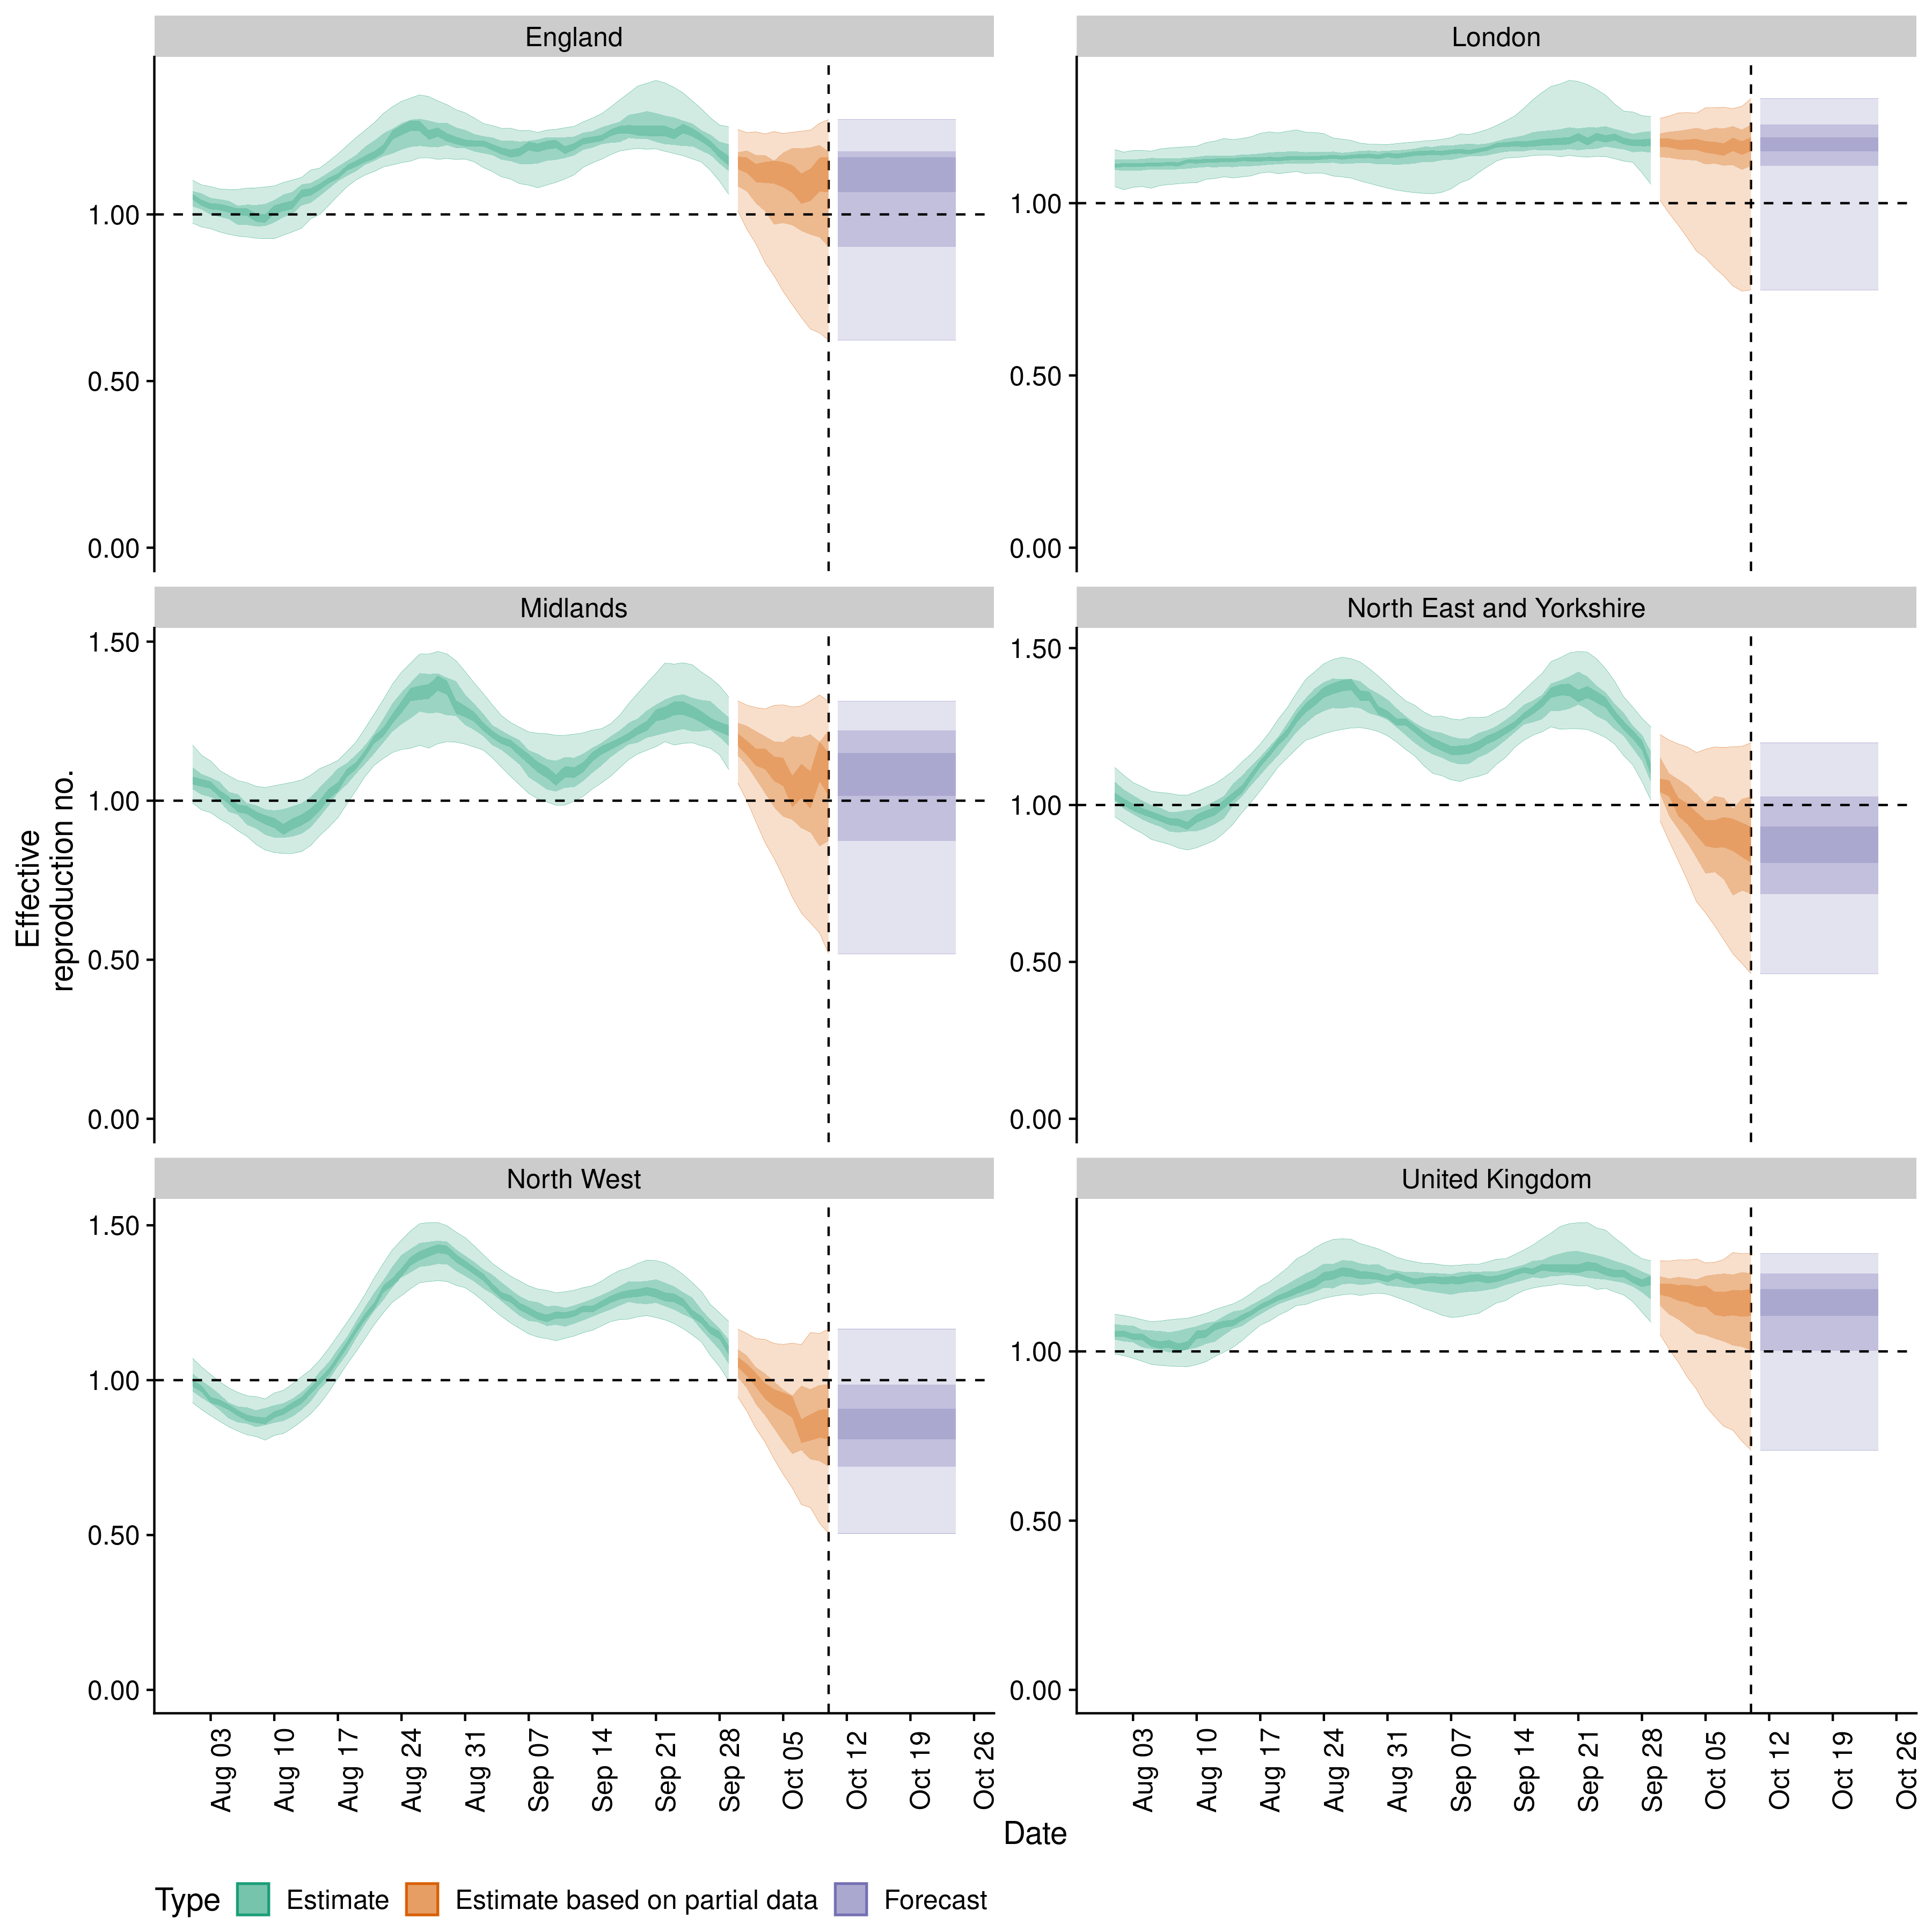 England
London
1.00
0.50
0.00
1.00
0.50
0.00
Midlands
North East and Yorkshire
1.50
1.00
0.50
0.00
1.50
1.00
0.50
0.00
Effective
reproduction no.
North West
United Kingdom
1.50
1.00
0.50
0.00
1.00
0.50
0.00
Aug 03
Aug 10
Aug 17
Aug 24
Aug 31
Sep 07
Sep 14
Sep 21
Sep 28
Oct 05
Oct 12
Oct 19
Oct 26
Aug 03
Aug 10
Aug 17
Aug 24
Aug 31
Sep 07
Sep 14
Sep 21
Sep 28
Oct 05
Oct 12
Oct 19
Oct 26
Date
Type Estimate Estimate based on partial data Forecast